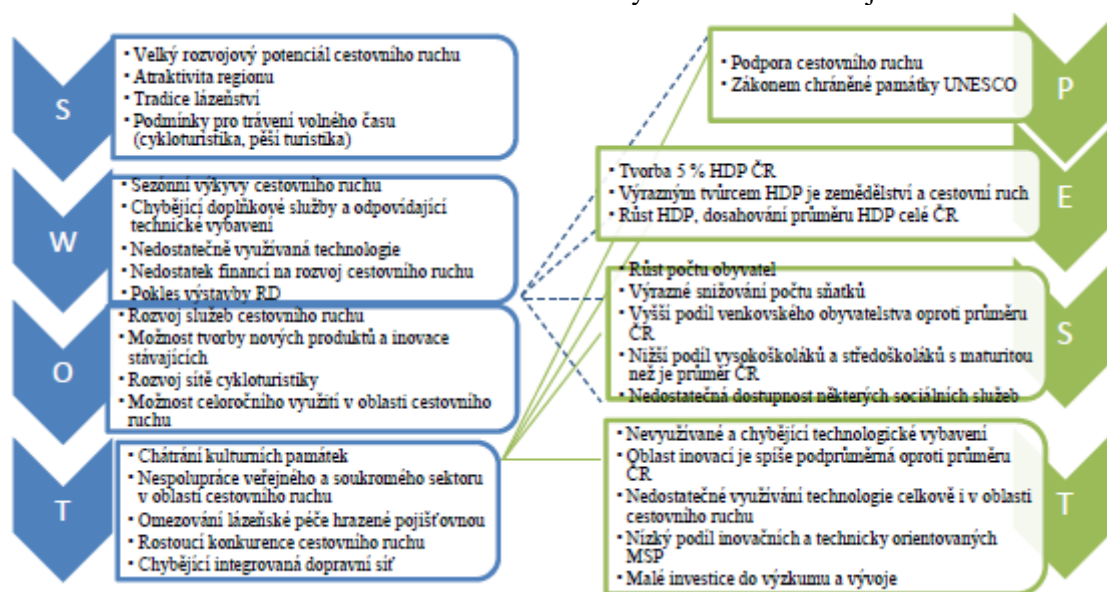 S
• Velký rozvojový potenciál cestovního ruchu
• Atraktivita regionu
• Tradice lázeňství
• Podmínky pro trávení volného času
(cykloturistika, pěší turistika)
W
• Sezónní výkyvy cestovního ruchu
• Chybějící doplňkové služby a odpovídající
technické vybavení
• Nedostatečně využívaná technologie
• Nedostatek financí na rozvoj cestovního ruchu
• Pokles výstavby RD
O
• Rozvoj služeb cestovního ruchu
• Možnost tvorby nových produktů a inovace
stávajících
• Rozvoj sítě cykloturistiky
• Možnost celoročního využití v oblasti cestovního
ruchu
T
• Chátrání kulturních památek
• Nespolupráce veřejného a soukromého sektoru
v oblasti cestovního ruchu
• Omezování lázeňské péče hrazené pojišťovnou
• Rostoucí konkurence cestovního ruchu
• Chybějící integrovaná dopravní síť
P
• Podpora cestovního ruchu
• Zákonem chráněné památky UNESCO
E
• Tvorba 5 % HDP ČR
• Výrazným tvůrcem HDP je zemědělství a cestovní ruch
• Růst HDP, dosahování průměru HDP celé ČR
S
• Růst počtu obyvatel
• Výrazné snižování počtu sňatků
• Vyšší podíl venkovského obyvatelstva oproti průměru
ČR
• Nižší podíl vysokoškoláků a středoškoláků s maturitou
než je průměr ČR
• Nedostatečná dostupnost některých sociálních služeb
T
• Nevyužívané a chybějící technologické vybavení
• Oblast inovací je spíše podprůměrná oproti průměru
ČR
• Nedostatečné využívání technologie celkově i v oblasti
cestovního ruchu
• Nízký podíl inovačních a technicky orientovaných
MSP
• Malé investice do výzkumu a vývoje